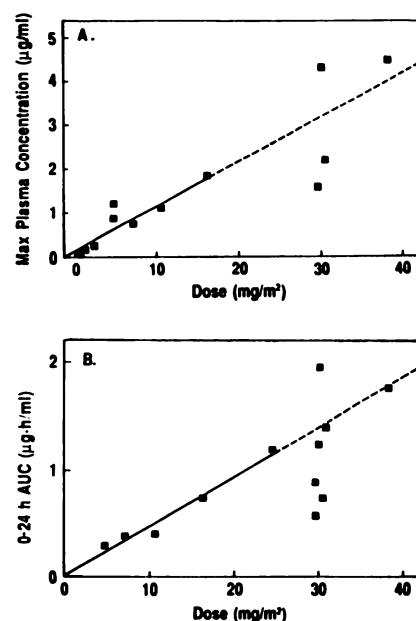 A.
Max Plasma Concentration (µg/ml)
5
4
3
2
1
0
0 10 20 30 40
Dose (mg/m²)
B.
0-24 h AUC (µg·h/ml)
2
1
0
0 10 20 30 40
Dose (mg/m²)